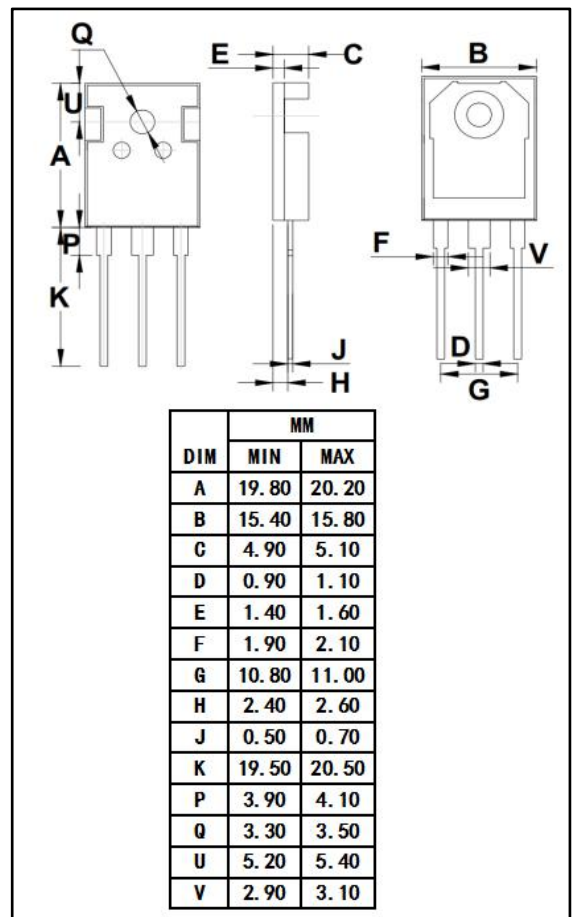 Q
E
C
B
U
A
P
K
F
V
J
D
H
G
MM
DIM MIN MAX
A 19.80 20.20
B 15.40 15.80
C 4.90 5.10
D 0.90 1.10
E 1.40 1.60
F 1.90 2.10
G 10.80 11.00
H 2.40 2.60
J 0.50 0.70
K 19.50 20.50
P 3.90 4.10
Q 3.30 3.50
U 5.20 5.40
V 2.90 3.10